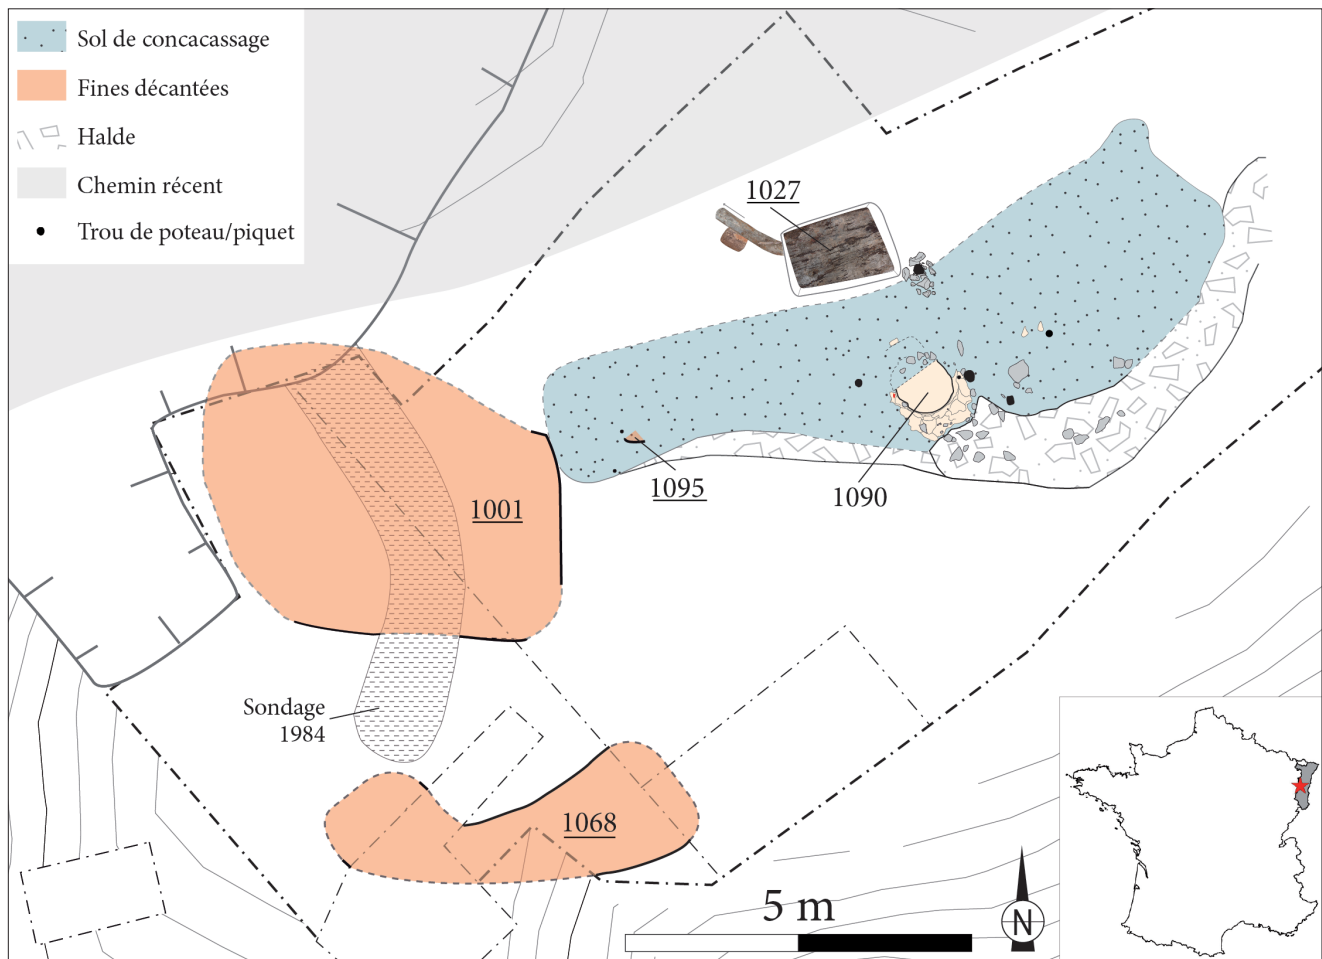 Sol de concacassage
Fines décantées
Halde
Chemin récent
Trou de poteau/piquet
1027
1095
1090
1001
Sondage
1984
1068
5 m
N